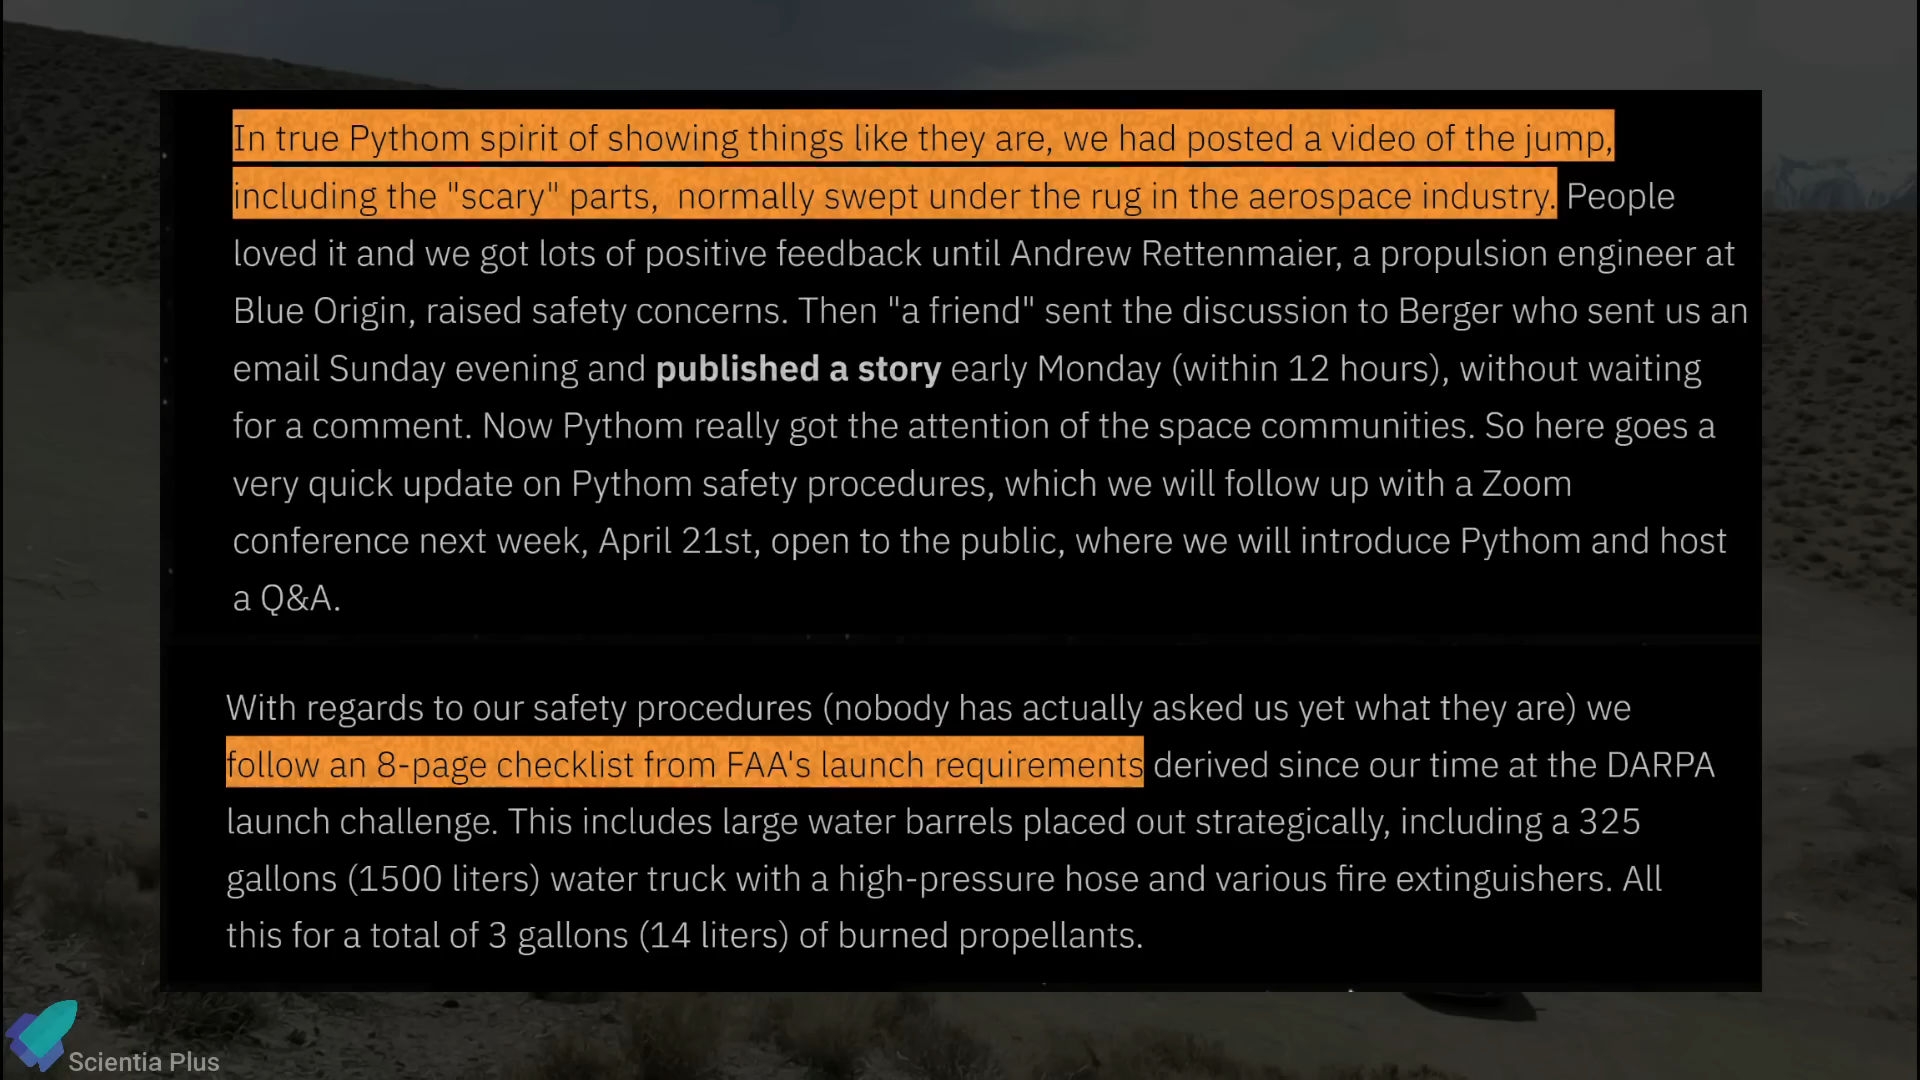 In true Pythom spirit of showing things like they are, we had posted a video of the jump,
including the "scary" parts,  normally swept under the rug in the aerospace industry. People
loved it and we got lots of positive feedback until Andrew Rettenmaier, a propulsion engineer at
Blue Origin, raised safety concerns. Then "a friend" sent the discussion to Berger who sent us an
email Sunday evening and published a story early Monday (within 12 hours), without waiting
for a comment. Now Pythom really got the attention of the space communities. So here goes a
very quick update on Pythom safety procedures, which we will follow up with a Zoom
conference next week, April 21st, open to the public, where we will introduce Pythom and host
a Q&A.
With regards to our safety procedures (nobody has actually asked us yet what they are) we
follow an 8-page checklist from FAA's launch requirements derived since our time at the DARPA
launch challenge. This includes large water barrels placed out strategically, including a 325
gallons (1500 liters) water truck with a high-pressure hose and various fire extinguishers. All
this for a total of 3 gallons (14 liters) of burned propellants.
Scientia Plus